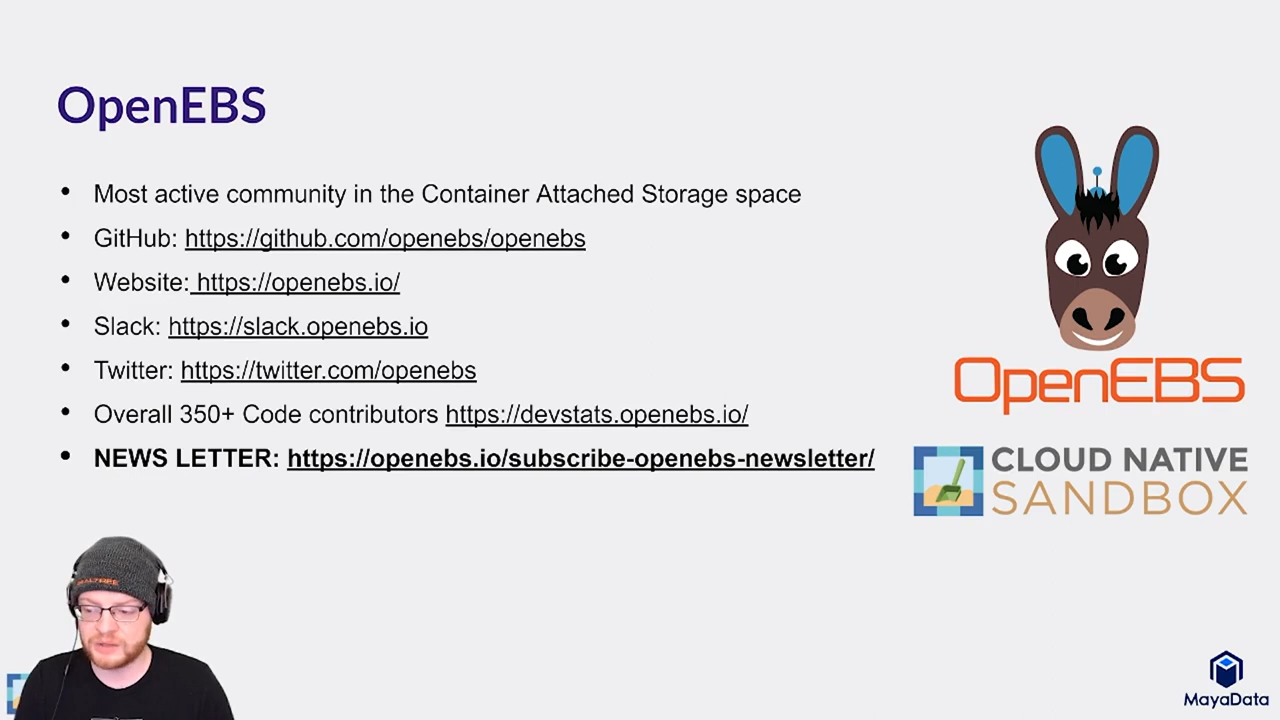 OpenEBS
• Most active community in the Container Attached Storage space
• GitHub: https://github.com/openebs/openebs
• Website: https://openebs.io/
• Slack: https://slack.openebs.io
• Twitter: https://twitter.com/openebs
• Overall 350+ Code contributors https://devstats.openebs.io/
• NEWS LETTER: https://openebs.io/subscribe-openebs-newsletter/
OpenEBS
CLOUD NATIVE
SANDBOX
MayaData